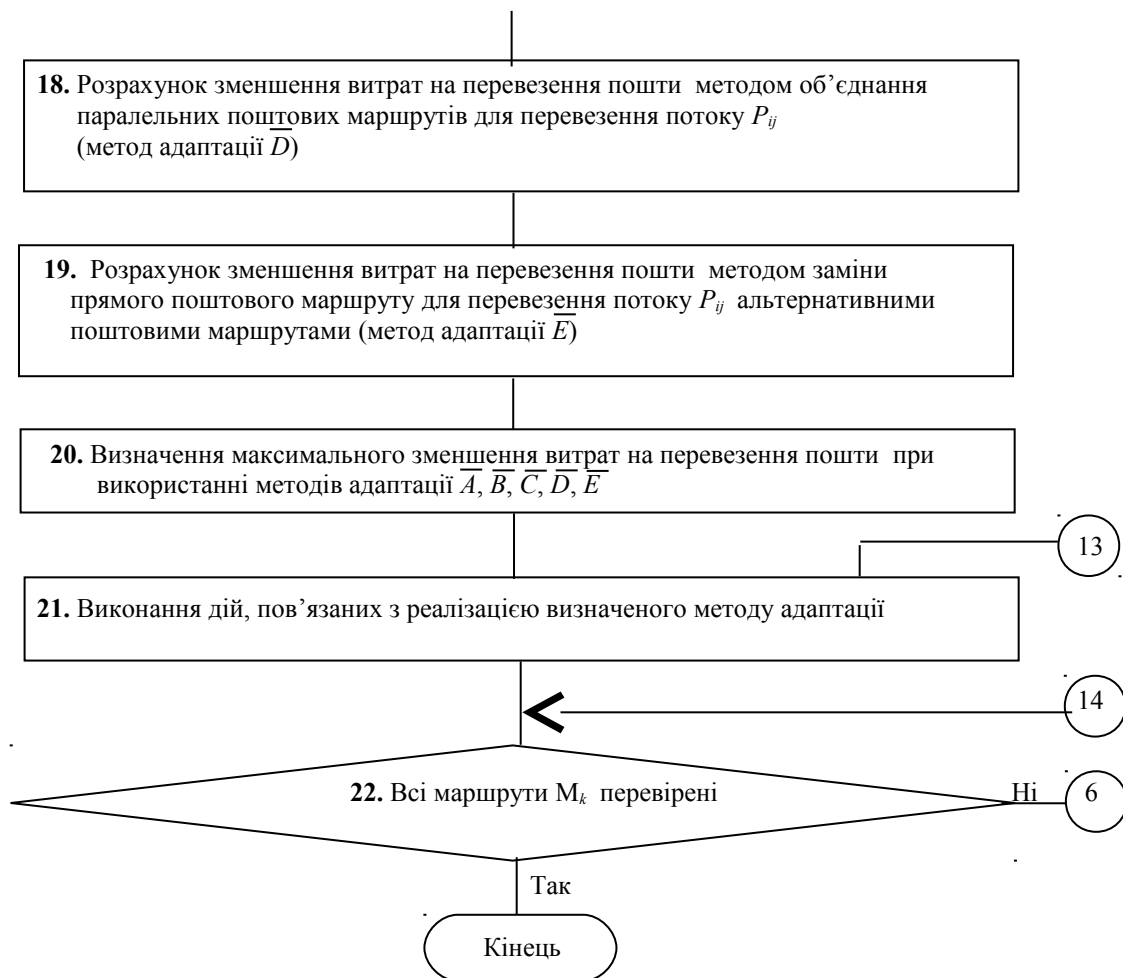 18. Розрахунок зменшення витрат на перевезення пошти методом об’єднання
паралельних поштових маршрутів для перевезення потоку Pij
(метод адаптації D̅)
19. Розрахунок зменшення витрат на перевезення пошти методом заміни
прямого поштового маршруту для перевезення потоку Pij альтернативними
поштовими маршрутами (метод адаптації E̅)
20. Визначення максимального зменшення витрат на перевезення пошти при
використанні методів адаптації A̅, B̅, C̅, D̅, E̅
13
21. Виконання дій, пов’язаних з реалізацією визначеного методу адаптації
14
22. Всі маршрути Mk перевірені
Ні
6
Так
Кінець